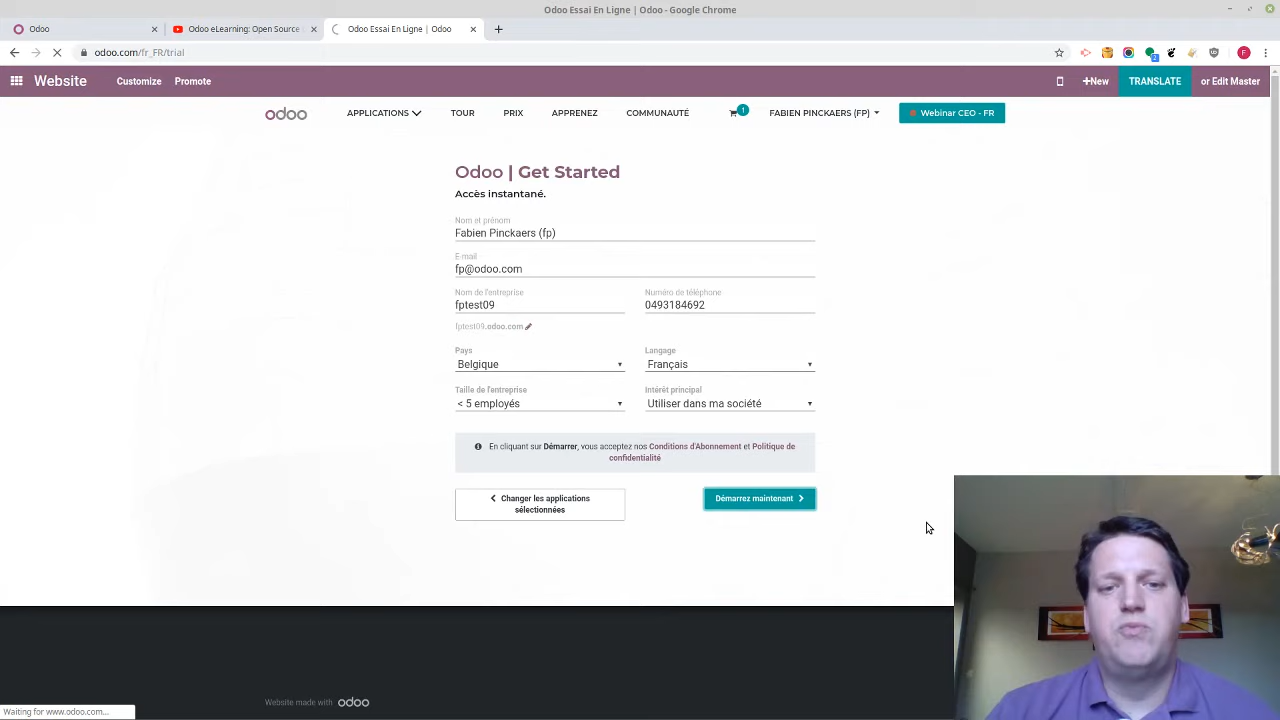 Odoo Essai En Ligne | Odoo - Google Chrome
Odoo
Odoo eLearning: Open Source
Odoo Essai En Ligne | Odoo
odoo.com/fr_FR/trial
F
Website
Customize
Promote
+New
TRANSLATE
or Edit Master
odoo
APPLICATIONS
TOUR
PRIX
APPRENEZ
COMMUNAUTÉ
1
FABIEN PINCKAERS (FP)
Webinar CEO - FR
Odoo | Get Started
Accès instantané.
Nom et prénom
Fabien Pinckaers (fp)
E-mail
fp@odoo.com
Nom de l'entreprise
Numéro de téléphone
fptest09
0493184692
fptest09.odoo.com
Pays
Langage
Belgique
Français
Taille de l'entreprise
Intérêt principal
< 5 employés
Utiliser dans ma société
En cliquant sur Démarrer, vous acceptez nos Conditions d'Abonnement et Politique de
confidentialité
Changer les applications
sélectionnées
Démarrez maintenant
Website made with odoo
Waiting for www.odoo.com...